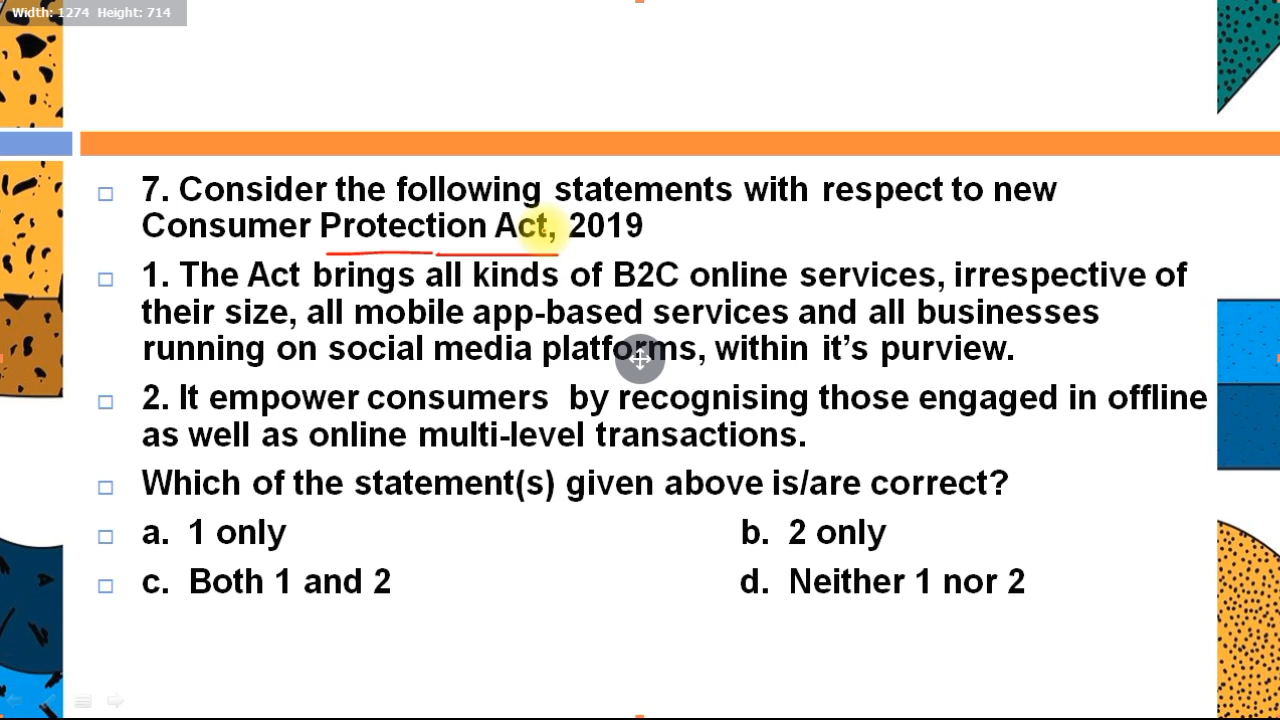 Width: 1274 Height: 714
7. Consider the following statements with respect to new
Consumer Protection Act, 2019
1. The Act brings all kinds of B2C online services, irrespective of
their size, all mobile app-based services and all businesses
running on social media platforms, within it’s purview.
2. It empower consumers by recognising those engaged in offline
as well as online multi-level transactions.
Which of the statement(s) given above is/are correct?
a. 1 only b. 2 only
c. Both 1 and 2 d. Neither 1 nor 2